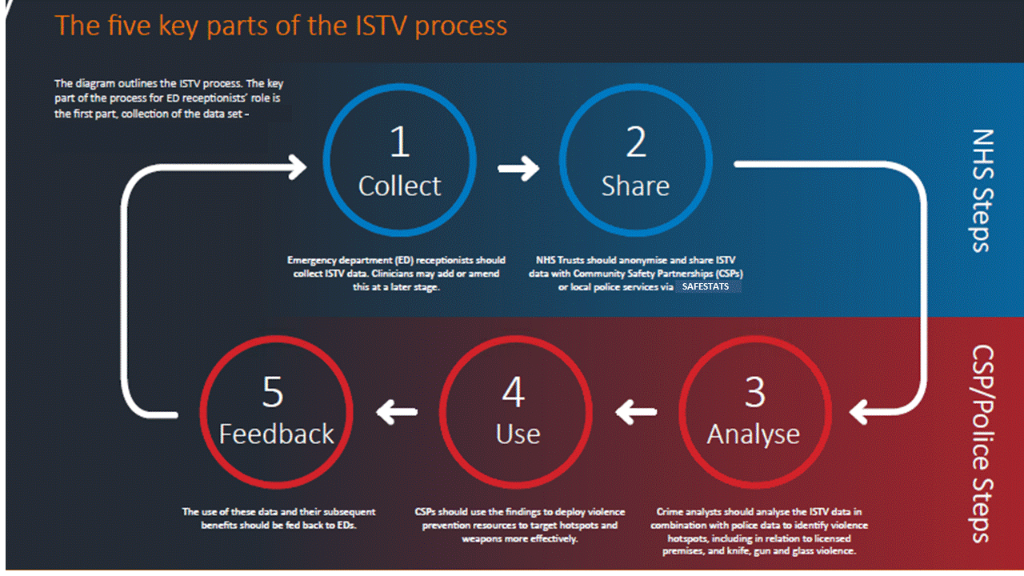 The five key parts of the ISTV process
The diagram outlines the ISTV process. The key
part of the process for ED receptionists' role is
the first part, collection of the data set -
1
Collect
2
Share
NHS Steps
Emergency department (ED) receptionists should
collect ISTV data. Clinicians may add or amend
this at a later stage.
NHS Trusts should anonymise and share ISTV
data with Community Safety Partnerships (CSPs)
or local police services via SAFESTATS
5
Feedback
4
Use
3
Analyse
CSP/Police Steps
The use of these data and their subsequent
benefits should be fed back to EDs.
CSPs should use the findings to deploy violence
prevention resources to target hotspots and
weapons more effectively.
Crime analysts should analyse the ISTV data in
combination with police data to identify violence
hotspots, including in relation to licensed
premises, and knife, gun and glass violence.